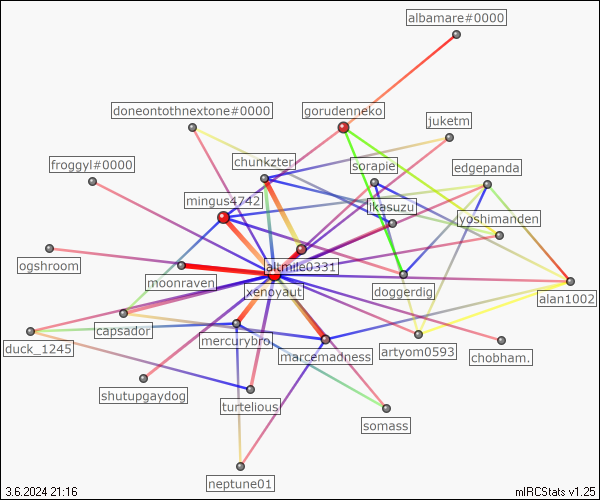 albamare#0000
doneontothnextone#0000
gorudenneko
juketm
froggyl#0000
chunkzter
sorapie
edgepanda
mingus4742
ikasuzu
yoshimanden
ogshroom
altmile0331
moonraven
xenoyaut
doggerdig
alan1002
capsador
mercurybro
duck_1245
marcemadness
artyom0593
chobham.
shutupgaydog
turtelious
somass
neptune01
3.6.2024 21:16
mIRCStats v1.25